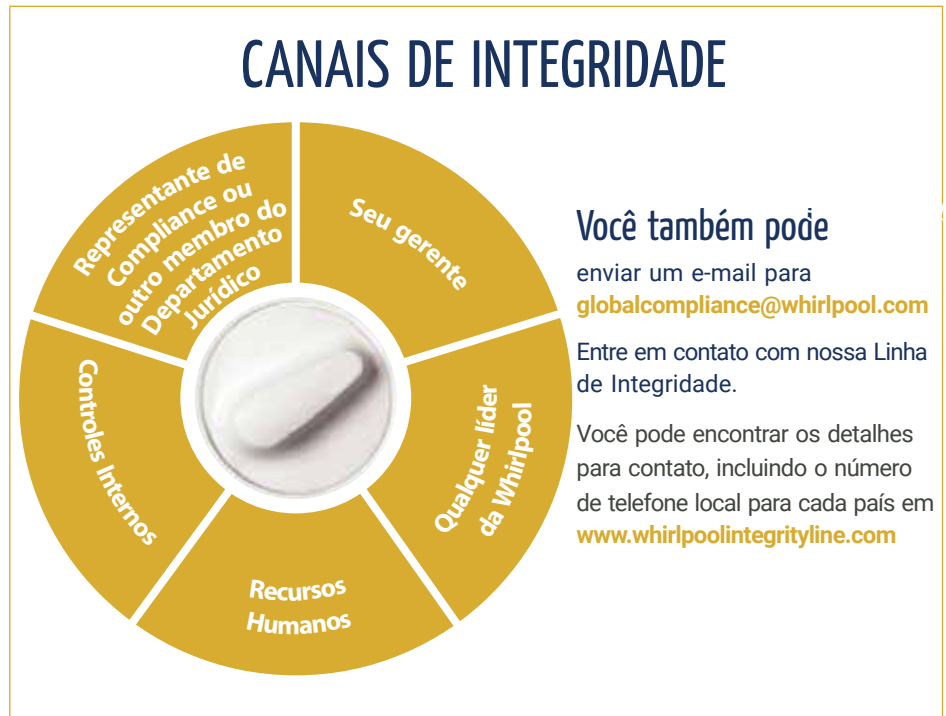 CANAIS DE INTEGRIDADE
Representante de
Compliance ou
outro membro do
Departamento
Jurídico
Seu gerente
Qualquer líder
da Whirlpool
Recursos
Humanos
Controles Internos
Você também pode
enviar um e-mail para
globalcompliance@whirlpool.com
Entre em contato com nossa Linha
de Integridade.
Você pode encontrar os detalhes
para contato, incluindo o número
de telefone local para cada país em
www.whirlpoolintegrityline.com